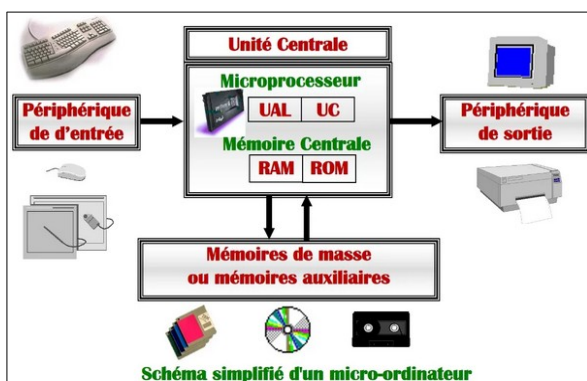 Unité Centrale
Microprocesseur
UAL UC
Mémoire Centrale
RAM ROM
Périphérique
de d'entrée
Périphérique
de sortie
Mémoires de masse
ou mémoires auxiliaires
Schéma simplifié d'un micro-ordinateur